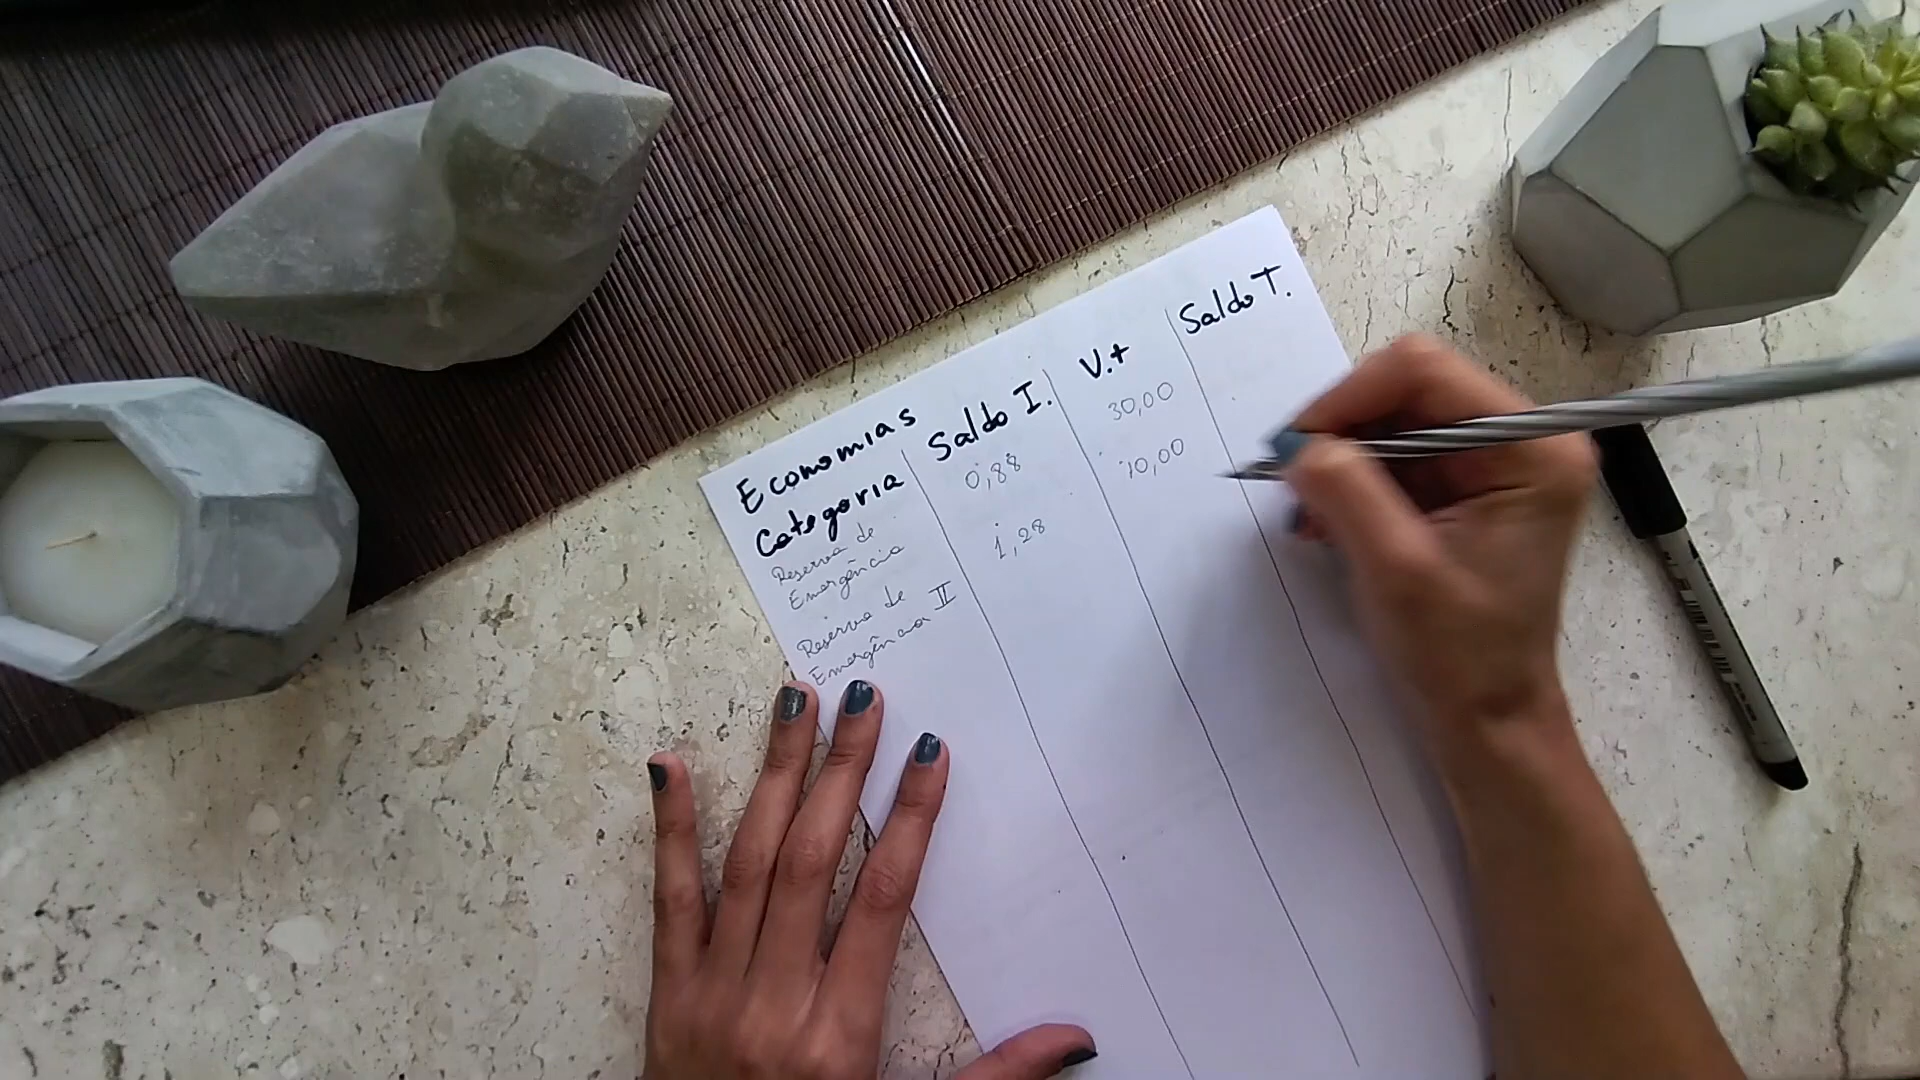 Economias
Categoria Saldo I. V.+ Saldo T.
Reserva de 0,88 30,00
Emergência
Reserva de 1,28 10,00
Emergência II